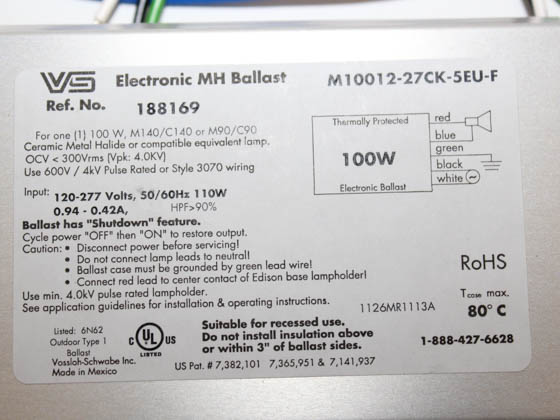 VS Electronic MH Ballast M10012-27CK-5EU-F
Ref. No. 188169
For one (1) 100 W, M140/C140 or M90/C90
Ceramic Metal Halide or compatible equivalent lamp.
OCV < 300Vrms (Vpk: 4.0KV)
Use 600V / 4kV Pulse Rated or Style 3070 wiring
Thermally Protected
100W
Electronic Ballast
red
blue
green
black
white
Input: 120-277 Volts, 50/60Hz 110W
0.94 - 0.42A, HPF>90%
Ballast has "Shutdown" feature.
Cycle power "OFF" then "ON" to restore output.
Caution: • Disconnect power before servicing!
• Do not connect lamp leads to neutral!
• Ballast case must be grounded by green lead wire!
• Connect red lead to center contact of Edison base lampholder!
Use min. 4.0kV pulse rated lampholder.
See application guidelines for installation & operating instructions.
1126MR1113A
RoHS
Tcase max.
80°C
Listed: 6N62
Outdoor Type 1
Ballast
Vossloh-Schwabe Inc.
Made in Mexico
C UL US
LISTED
Suitable for recessed use.
Do not install insulation above
or within 3" of ballast sides.
US Pat. # 7,382,101 7,365,951 & 7,141,937
1-888-427-6628